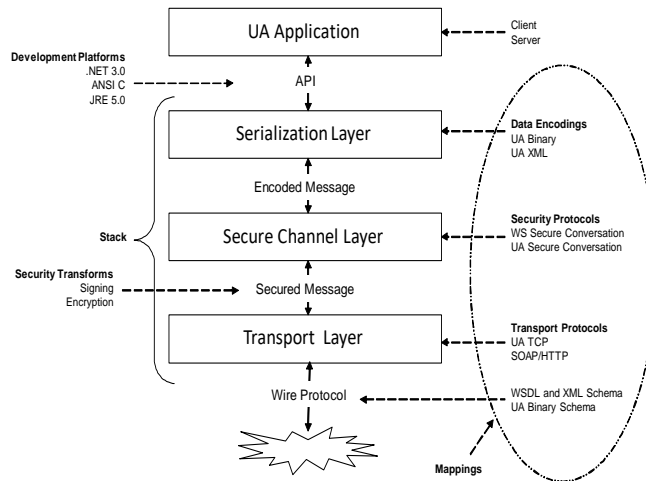 UA Application
Client
Server
Development Platforms
.NET 3.0
ANSI C
JRE 5.0
API
Serialization Layer
Data Encodings
UA Binary
UA XML
Encoded Message
Stack
Secure Channel Layer
Security Protocols
WS Secure Conversation
UA Secure Conversation
Security Transforms
Signing
Encryption
Secured Message
Transport Layer
Transport Protocols
UA TCP
SOAP/HTTP
Wire Protocol
WSDL and XML Schema
UA Binary Schema
Mappings